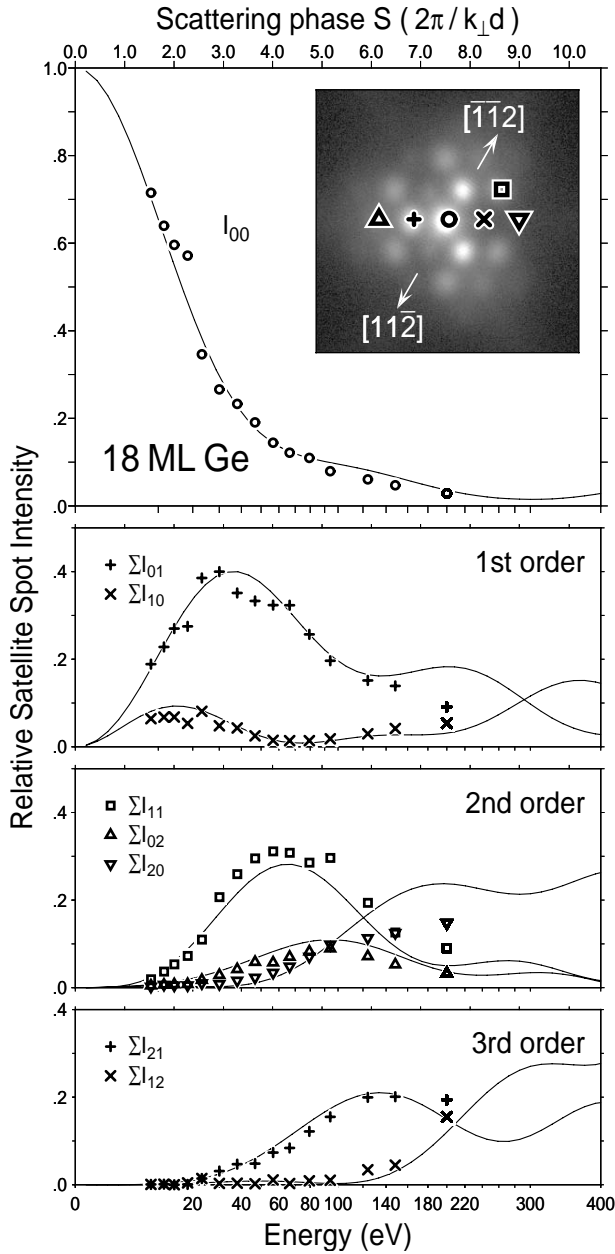 Scattering phase S ( 2π / k⊥d )
0.0 1.0 2.0 3.0 4.0 5.0 6.0 7.0 8.0 9.0 10.0
1.0
.8
.6
.4
.2
.0
I₀₀
[1̅1̅2]
[112̅]
18 ML Ge
Relative Satellite Spot Intensity
.4
.2
.0
ΣI₀₁
ΣI₁₀
1st order
.4
.2
.0
ΣI₁₁
ΣI₀₂
ΣI₂₀
2nd order
.4
.2
.0
ΣI₂₁
ΣI₁₂
3rd order
0 20 40 60 80 100 140 180 220 300 400
Energy (eV)